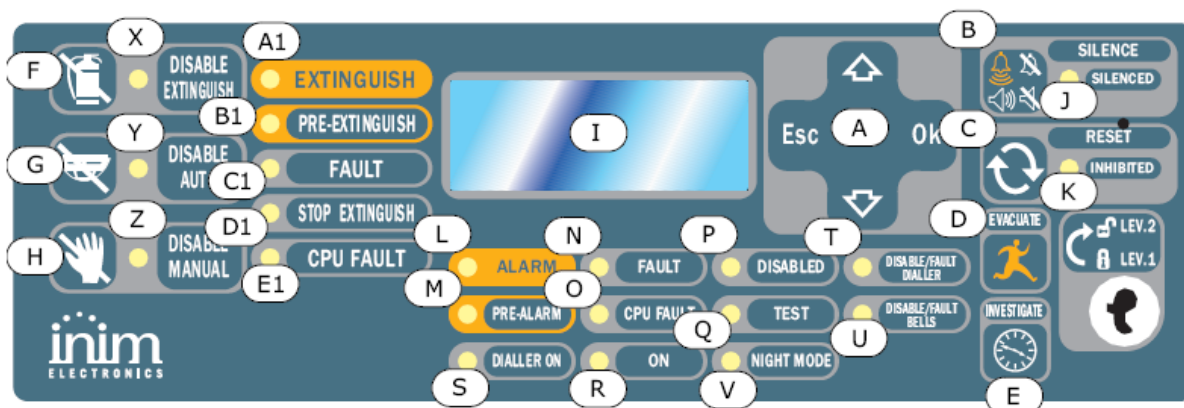 X
A1
B
F
DISABLE
EXTINGUISH
EXTINGUISH
SILENCE
SILENCED
J
B1
PRE-EXTINGUISH
I
Esc
A
Ok
C
RESET
INHIBITED
K
Y
G
DISABLE
AUT
C1
FAULT
D1
STOP EXTINGUISH
Z
H
DISABLE
MANUAL
E1
CPU FAULT
L
N
P
T
D
EVACUATE
LEV.2
LEV.1
M
ALARM
O
FAULT
DISABLED
DISABLE/FAULT
DIALLER
PRE-ALARM
CPU FAULT
Q
TEST
DISABLE/FAULT
BELLS
U
INVESTIGATE
inim
ELECTRONICS
S
DIALLER ON
R
ON
V
NIGHT MODE
E